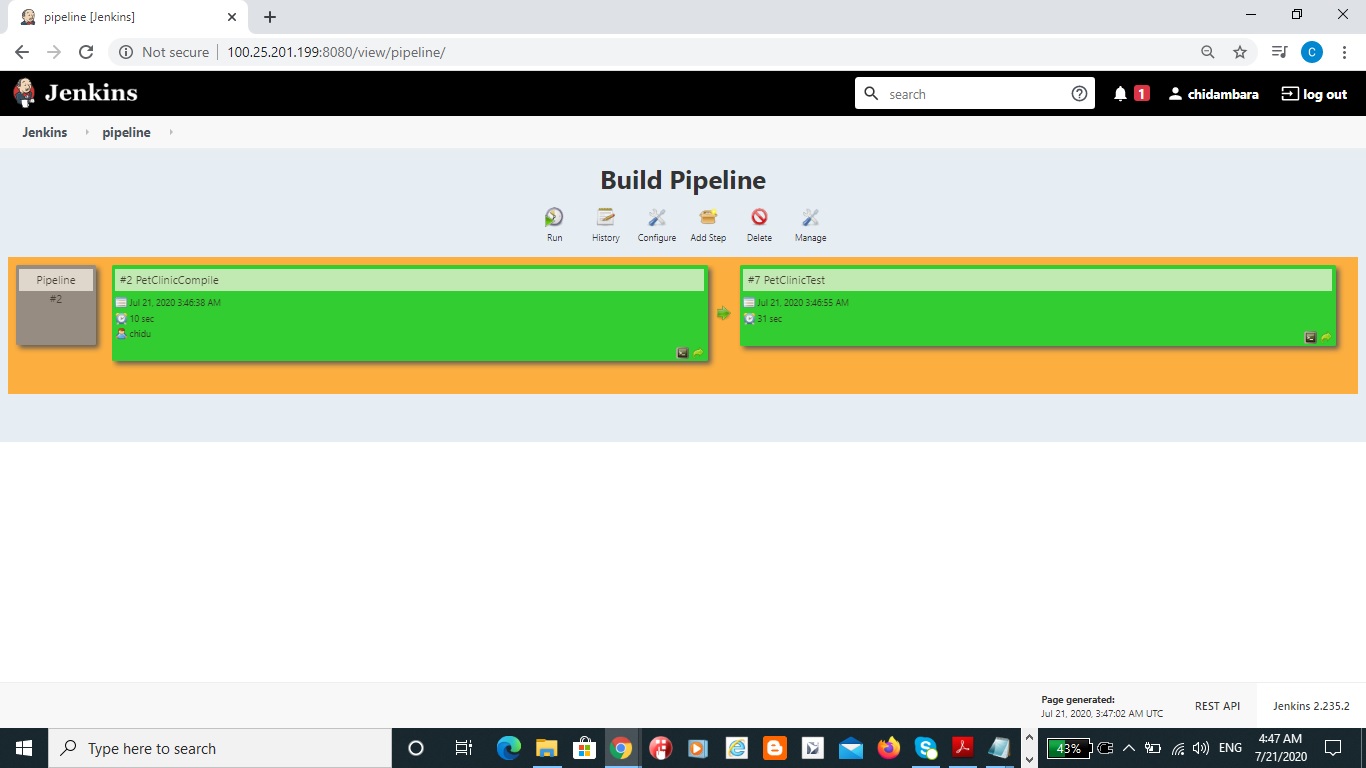 pipeline [Jenkins]
Not secure 100.25.201.199:8080/view/pipeline/
C
Jenkins
search
1
chidambara
log out
Jenkins
pipeline
Build Pipeline
Run
History
Configure
Add Step
Delete
Manage
Pipeline
#2
#2 PetClinicCompile
Jul 21, 2020 3:46:38 AM
10 sec
chidu
#7 PetClinicTest
Jul 21, 2020 3:46:55 AM
31 sec
Page generated:
Jul 21, 2020, 3:47:02 AM UTC
REST API
Jenkins 2.235.2
Type here to search
43%
ENG
4:47 AM
7/21/2020